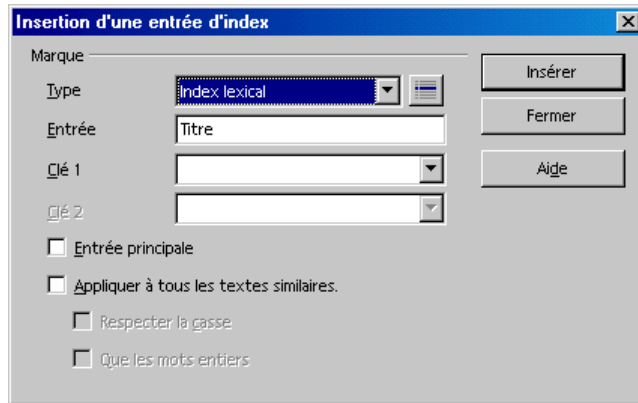 Insertion d'une entrée d'index
Marque
Type
Index lexical
Insérer
Entrée
Titre
Fermer
Clé 1
Aide
Clé 2
Entrée principale
Appliquer à tous les textes similaires.
Respecter la casse
Que les mots entiers